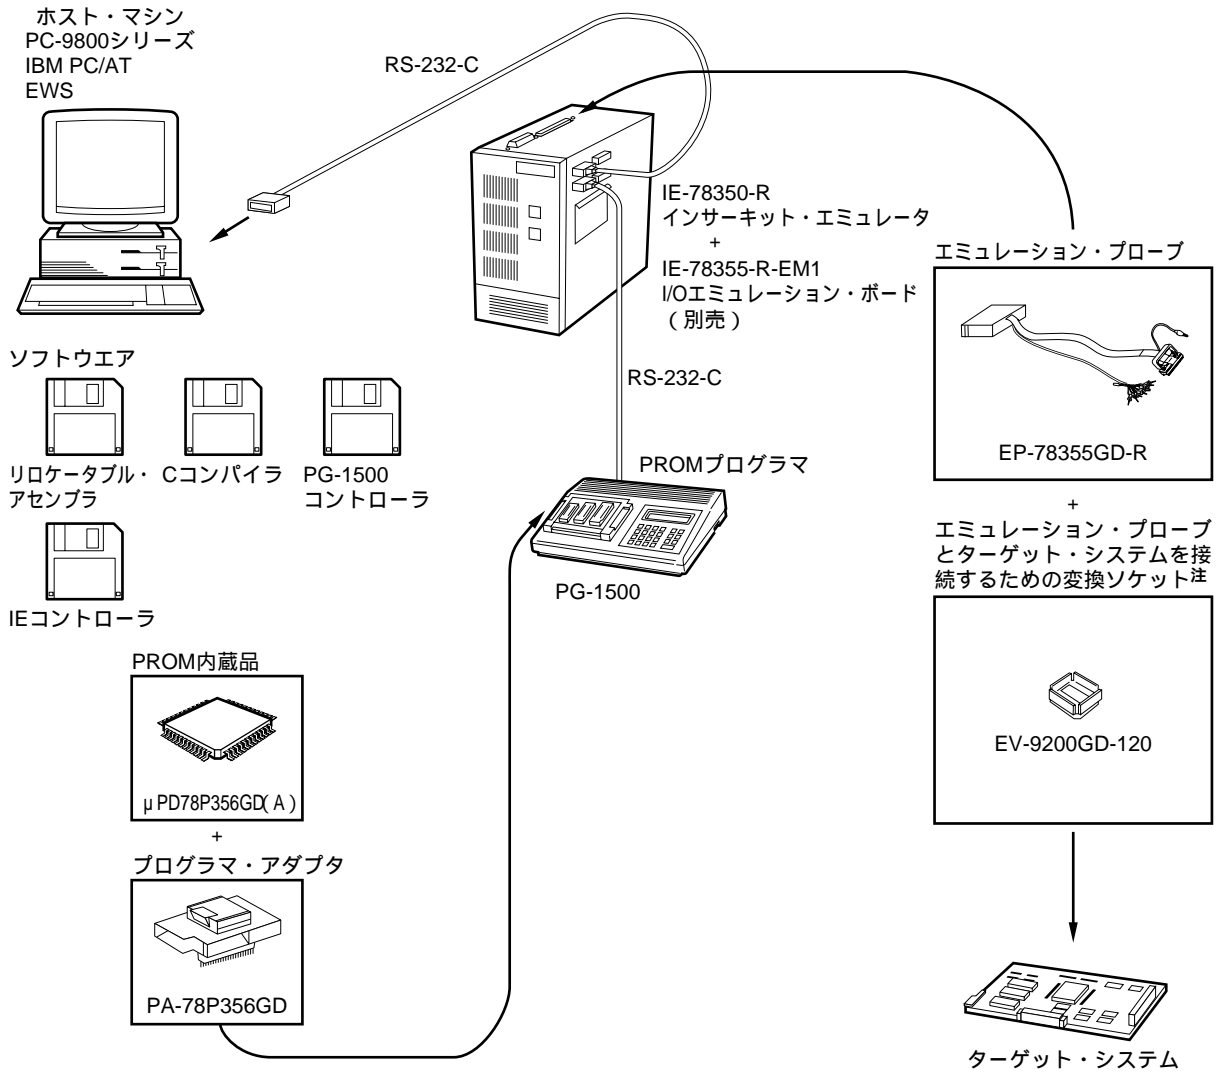 ホスト・マシン
PC-9800シリーズ
IBM PC/AT
EWS
RS-232-C
IE-78350-R
インサーキット・エミュレータ
+
IE-78355-R-EM1
I/Oエミュレーション・ボード
(別売)
エミュレーション・プローブ
EP-78355GD-R
+
エミュレーション・プローブ
とターゲット・システムを接
続するための変換ソケット注
EV-9200GD-120
ターゲット・システム
RS-232-C
PROMプログラマ
PG-1500
ソフトウエア
リロケータブル・
アセンブラ
Cコンパイラ
PG-1500
コントローラ
IEコントローラ
PROM内蔵品
μPD78P356GD(A)
+
プログラマ・アダプタ
PA-78P356GD